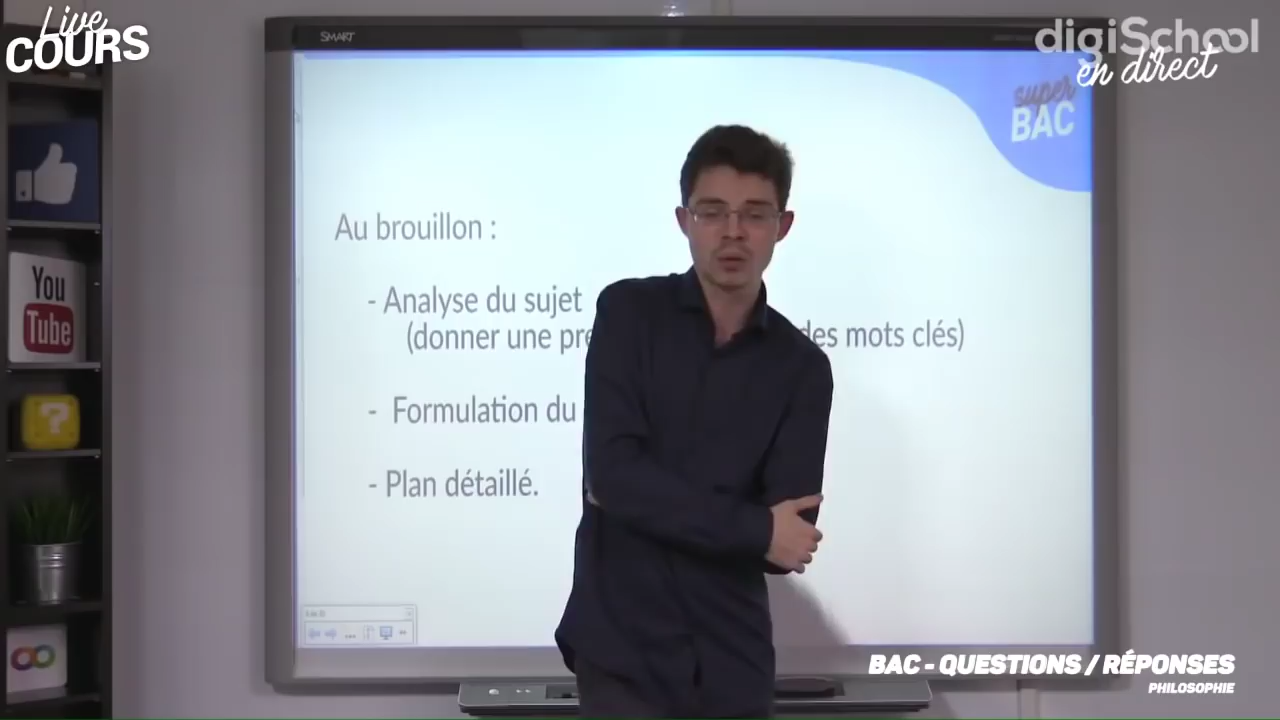 Live
COURS
SMART
digiSchool
en direct
super
BAC
Au brouillon :
- Analyse du sujet
(donner une pre des mots clés)
- Formulation du
- Plan détaillé.
You
Tube
?
BAC - QUESTIONS / RÉPONSES
PHILOSOPHIE